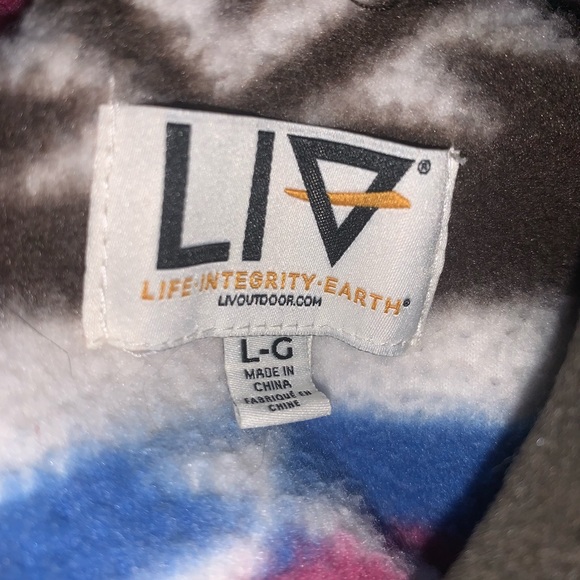 LIV®
LIFE·INTEGRITY·EARTH®
LIVOUTDOOR.COM
L-G
MADE IN
CHINA
FABRIQUÉ EN
CHINE